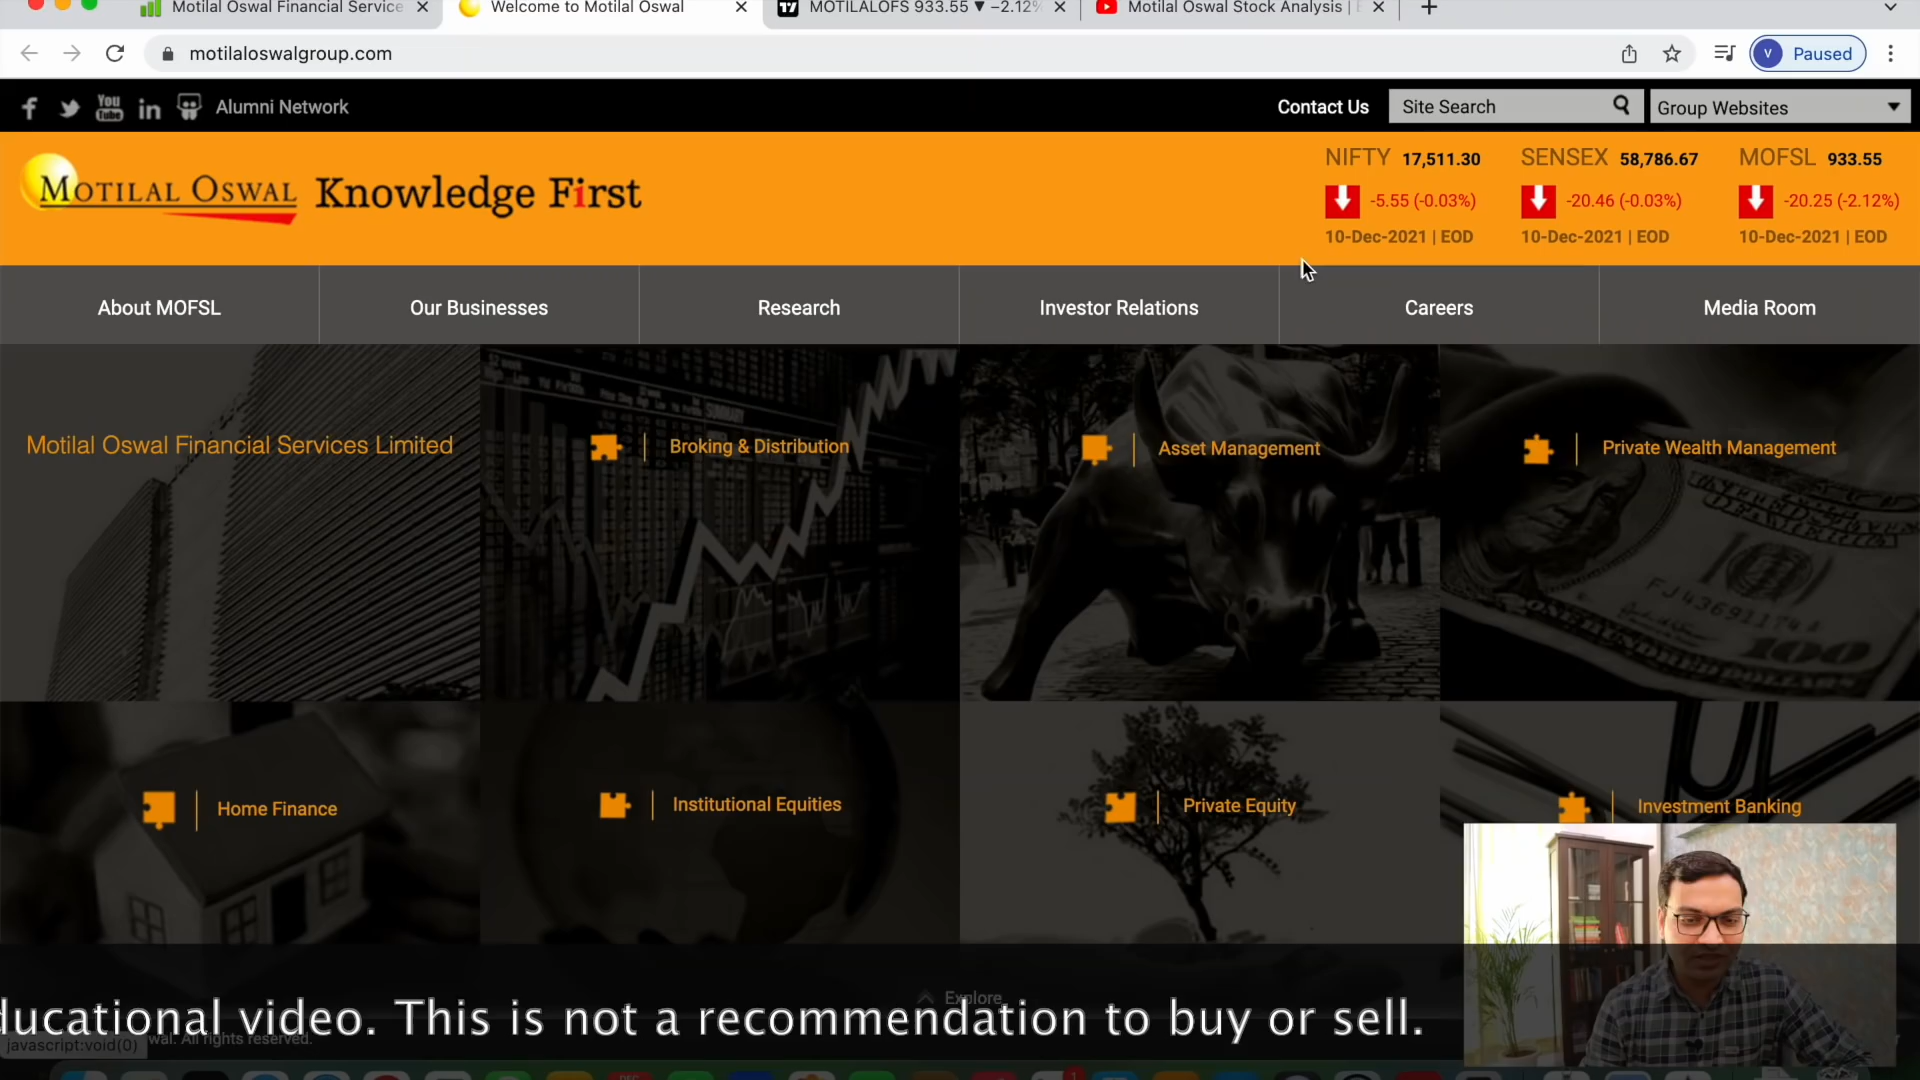 Motilal Oswal Financial Service
Welcome to Motilal Oswal
MOTILALOFS 933.55 ▼ −2.12%
Motilal Oswal Stock Analysis |
motilaloswalgroup.com
V Paused
You Tube
in
Alumni Network
Contact Us
Site Search
Group Websites
MOTILAL OSWAL Knowledge First
NIFTY 17,511.30
-5.55 (-0.03%)
10-Dec-2021 | EOD
SENSEX 58,786.67
-20.46 (-0.03%)
10-Dec-2021 | EOD
MOFSL 933.55
-20.25 (-2.12%)
10-Dec-2021 | EOD
About MOFSL
Our Businesses
Research
Investor Relations
Careers
Media Room
Motilal Oswal Financial Services Limited
Broking & Distribution
Asset Management
Private Wealth Management
Home Finance
Institutional Equities
Private Equity
Investment Banking
Explore
ducational video. This is not a recommendation to buy or sell.
wal. All rights reserved.
javascript:void(0)